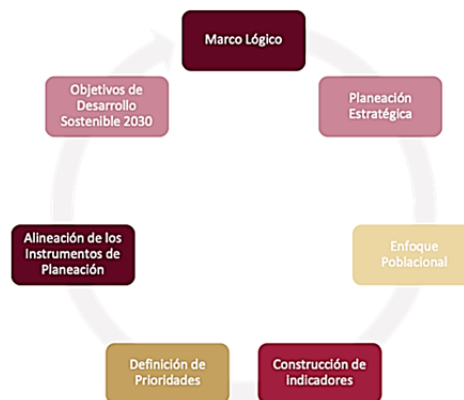 Marco Lógico
Planeación
Estratégica
Enfoque
Poblacional
Construcción de
indicadores
Definición de
Prioridades
Alineación de los
Instrumentos de
Planeación
Objetivos de
Desarrollo
Sostenible 2030